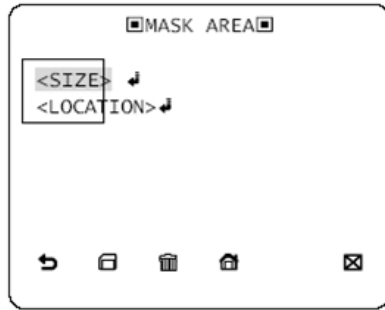 ▣MASK AREA▣
<SIZE> ↲
<LOCATION>↲